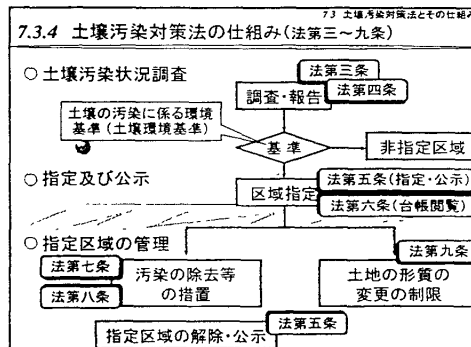 7.3 土壌汚染対策法とその仕組み
7.3.4 土壌汚染対策法の仕組み(法第三～九条)
○土壌汚染状況調査
法第三条
調査・報告
法第四条
土壌の汚染に係る環境
基準(土壌環境基準)
基準
非指定区域
○指定及び公示
区域指定
法第五条(指定・公示)
法第六条(台帳閲覧)
○指定区域の管理
法第七条
法第八条
汚染の除去等
の措置
法第九条
土地の形質の
変更の制限
法第五条
指定区域の解除・公示